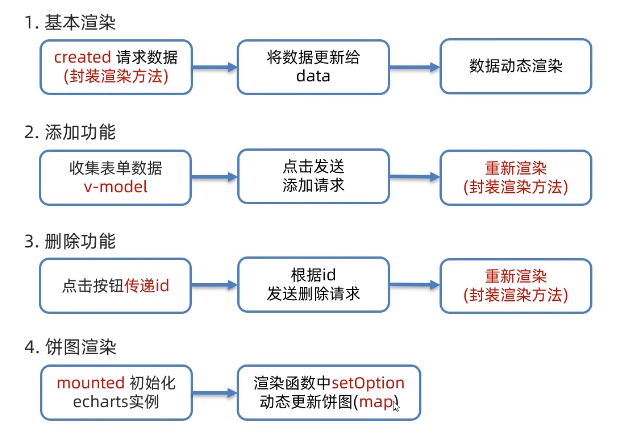 1. 基本渲染
created 请求数据
(封装渲染方法)
将数据更新给
data
数据动态渲染
2. 添加功能
收集表单数据
v-model
点击发送
添加请求
重新渲染
(封装渲染方法)
3. 删除功能
点击按钮传递id
根据id
发送删除请求
重新渲染
(封装渲染方法)
4. 饼图渲染
mounted 初始化
echarts实例
渲染函数中setOption
动态更新饼图(map)